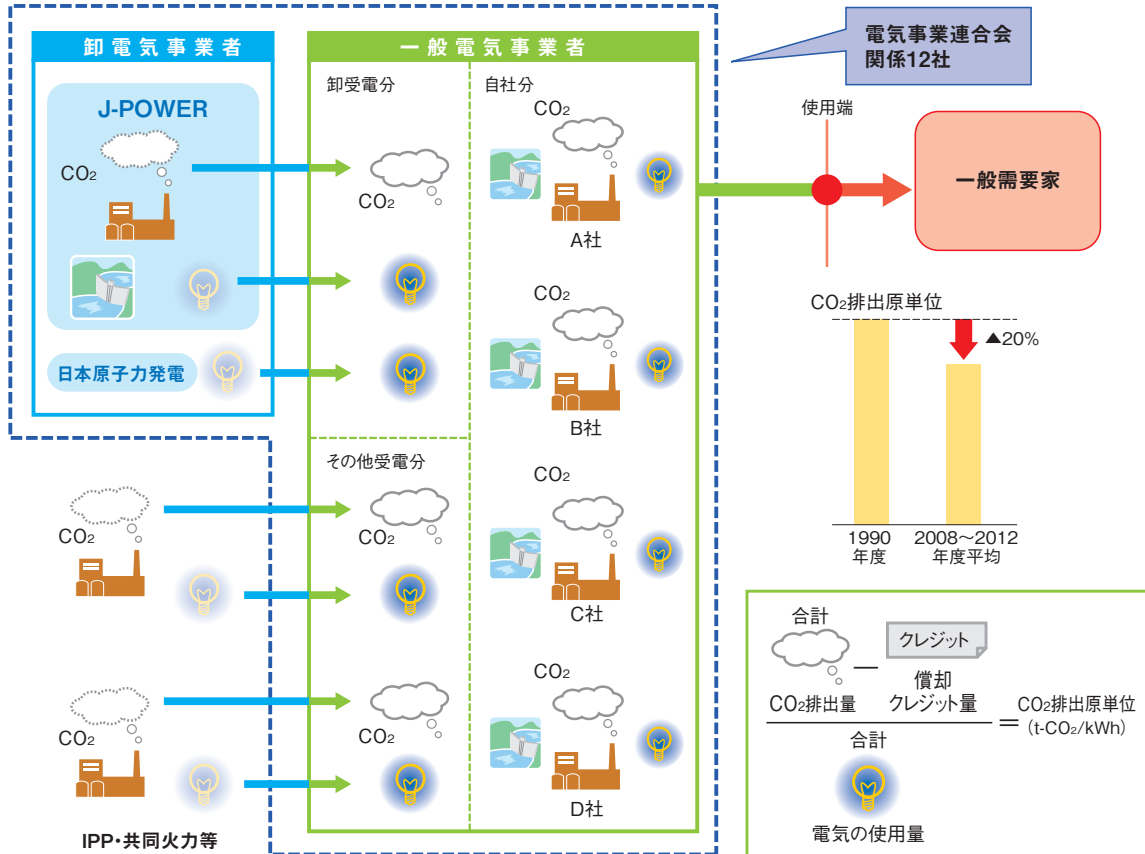 卸電気事業者
J-POWER
CO₂
日本原子力発電
CO₂
CO₂
IPP・共同火力等
一般電気事業者
卸受電分
CO₂
その他受電分
CO₂
CO₂
自社分
CO₂
A社
CO₂
B社
CO₂
C社
CO₂
D社
電気事業連合会
関係12社
使用端
一般需要家
CO₂排出原単位
▲20%
1990
年度
2008〜2012
年度平均
合計
CO₂排出量
−
クレジット
償却
クレジット量
合計
電気の使用量
=
CO₂排出原単位
(t-CO₂/kWh)